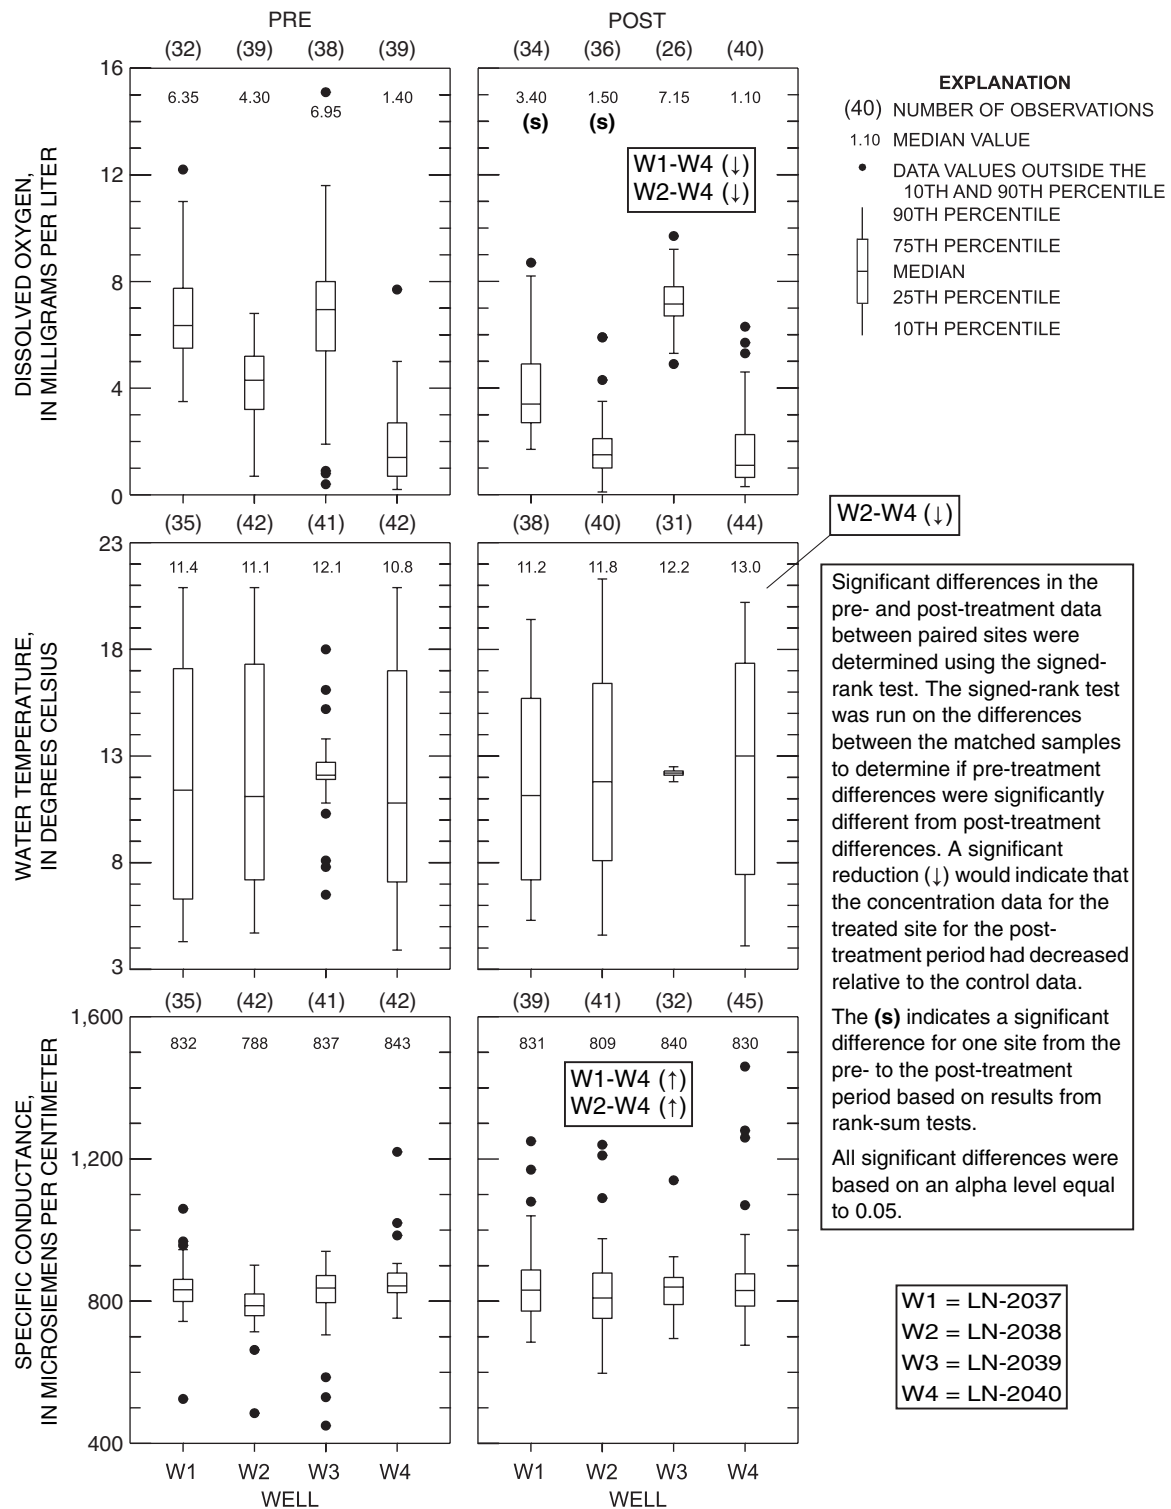 PRE
POST
(32) (39) (38) (39)
(34) (36) (26) (40)
16
12
8
4
0
6.35 4.30 6.95 1.40
3.40 1.50 7.15 1.10
(s) (s)
W1-W4 (↓)
W2-W4 (↓)
DISSOLVED OXYGEN,
IN MILLIGRAMS PER LITER
EXPLANATION
(40) NUMBER OF OBSERVATIONS
1.10 MEDIAN VALUE
DATA VALUES OUTSIDE THE
10TH AND 90TH PERCENTILE
90TH PERCENTILE
75TH PERCENTILE
MEDIAN
25TH PERCENTILE
10TH PERCENTILE
(35) (42) (41) (42)
(38) (40) (31) (44)
W2-W4 (↓)
23
18
13
8
3
11.4 11.1 12.1 10.8
11.2 11.8 12.2 13.0
WATER TEMPERATURE,
IN DEGREES CELSIUS
Significant differences in the
pre- and post-treatment data
between paired sites were
determined using the signed-
rank test. The signed-rank test
was run on the differences
between the matched samples
to determine if pre-treatment
differences were significantly
different from post-treatment
differences. A significant
reduction (↓) would indicate that
the concentration data for the
treated site for the post-
treatment period had decreased
relative to the control data.
The (s) indicates a significant
difference for one site from the
pre- to the post-treatment
period based on results from
rank-sum tests.
All significant differences were
based on an alpha level equal
to 0.05.
(35) (42) (41) (42)
(39) (41) (32) (45)
1,600
1,200
800
400
832 788 837 843
831 809 840 830
W1-W4 (↑)
W2-W4 (↑)
SPECIFIC CONDUCTANCE,
IN MICROSIEMENS PER CENTIMETER
W1 W2 W3 W4
WELL
W1 W2 W3 W4
WELL
W1 = LN-2037
W2 = LN-2038
W3 = LN-2039
W4 = LN-2040